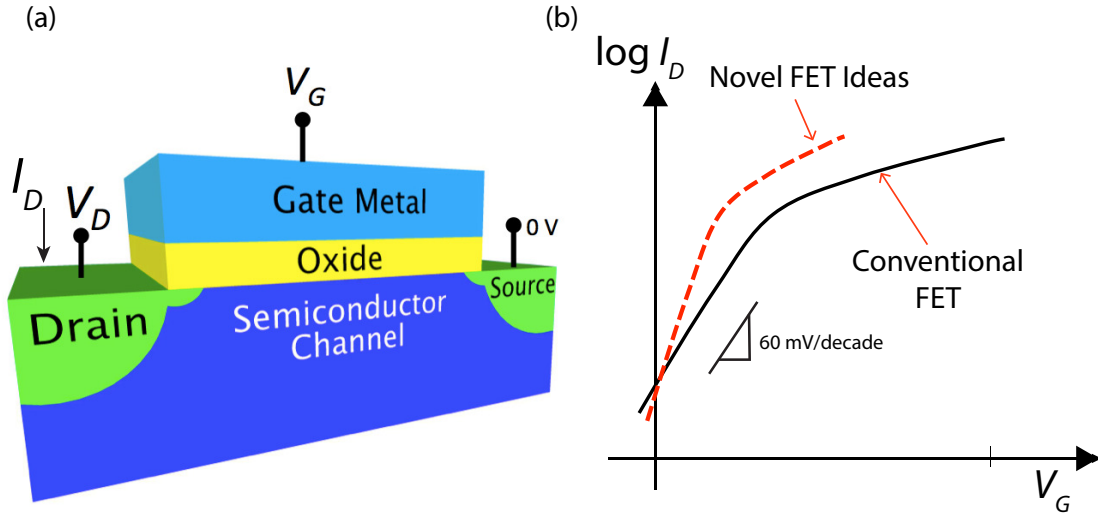 (a)
V_G
I_D
V_D
Gate Metal
0 V
Oxide
Source
Drain
Semiconductor
Channel
(b)
log I_D
Novel FET Ideas
Conventional
FET
60 mV/decade
V_G